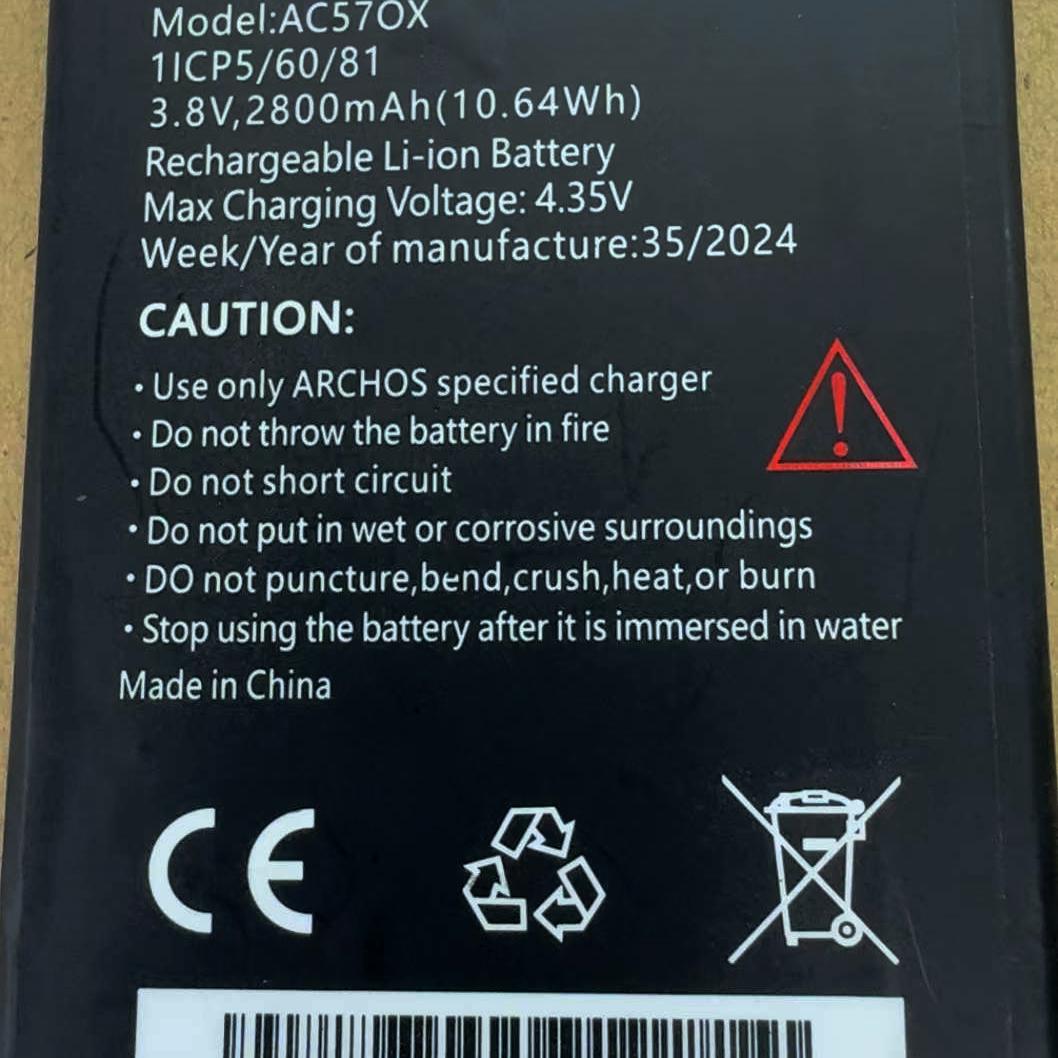 Model:AC57OX
1ICP5/60/81
3.8V,2800mAh(10.64Wh)
Rechargeable Li-ion Battery
Max Charging Voltage: 4.35V
Week/Year of manufacture:35/2024
CAUTION:
• Use only ARCHOS specified charger
• Do not throw the battery in fire
• Do not short circuit
• Do not put in wet or corrosive surroundings
• DO not puncture,bend,crush,heat,or burn
• Stop using the battery after it is immersed in water
Made in China
CE